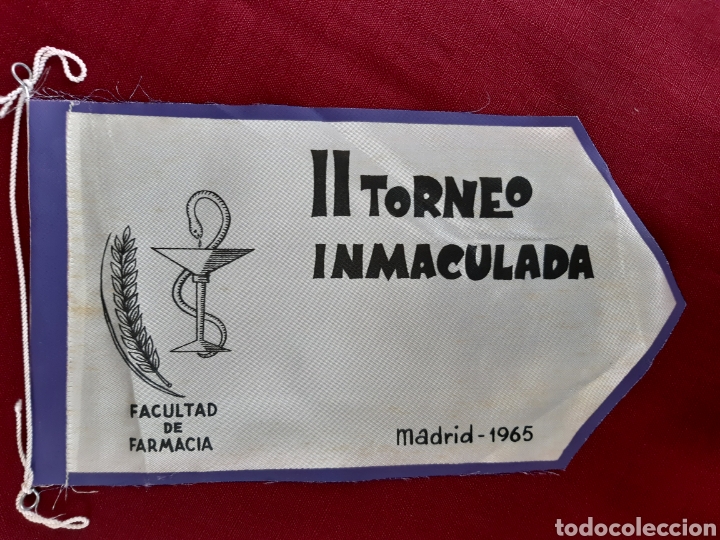 II TORNEO
INMACULADA
FACULTAD
DE
FARMACIA
madrid - 1965
todocoleccion